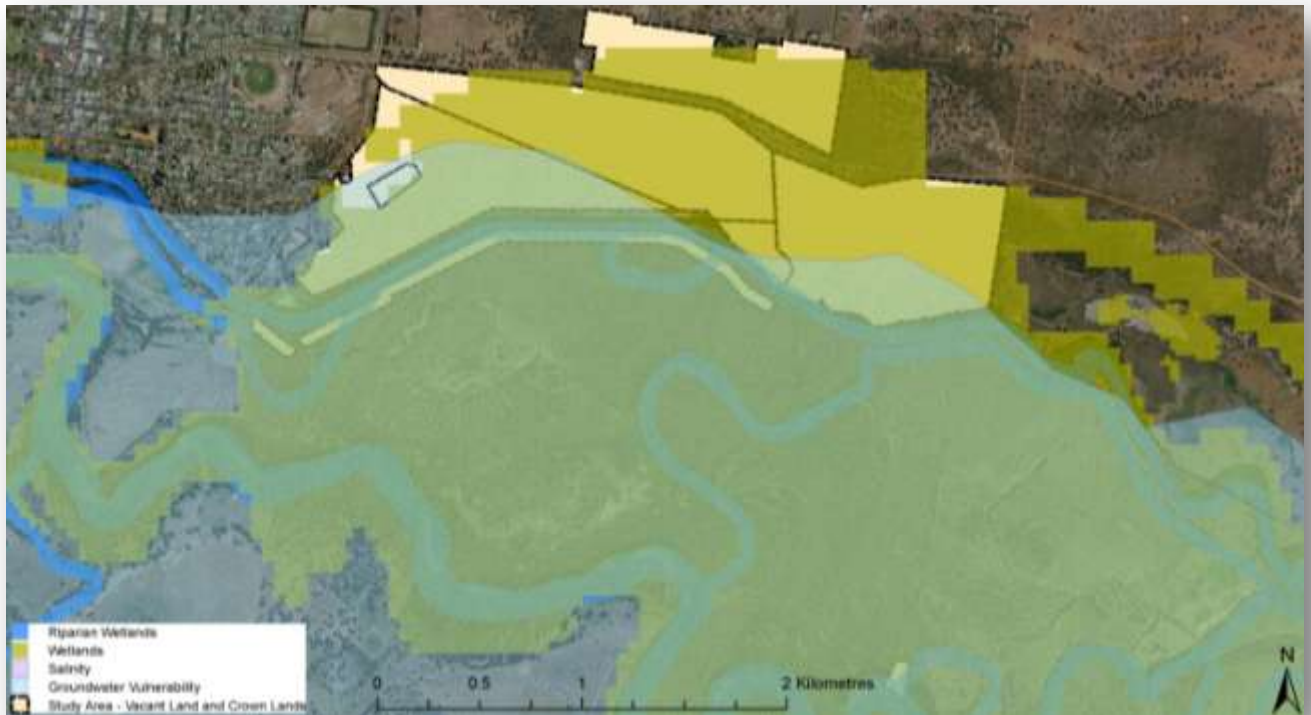 Riparian Wetlands
Wetlands
Salinity
Groundwater Vulnerability
Study Area - Vacant Land and Crown Lands
0 0.5 1 2 Kilometres
N